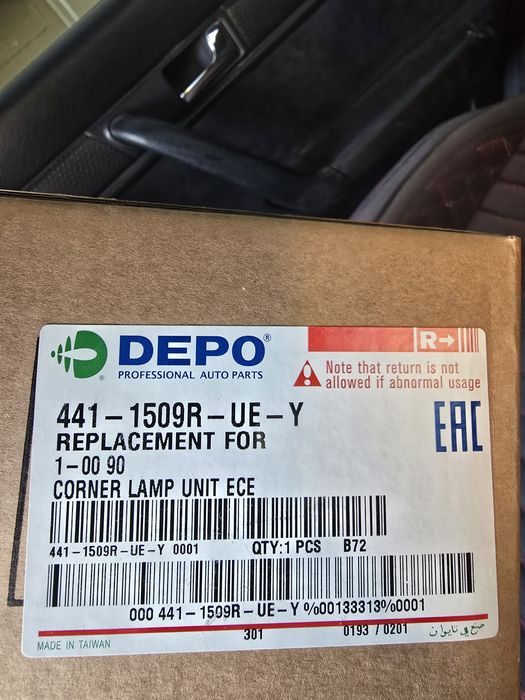 DEPO®
PROFESSIONAL AUTO PARTS
R→
Note that return is not
allowed if abnormal usage
441-1509R-UE-Y
REPLACEMENT FOR
1-00 90
CORNER LAMP UNIT ECE
EAC
441-1509R-UE-Y 0001 QTY:1 PCS B72
000 441-1509R-UE-Y %00133313%0001
301 0193 / 0201 صنع في تايوان
MADE IN TAIWAN